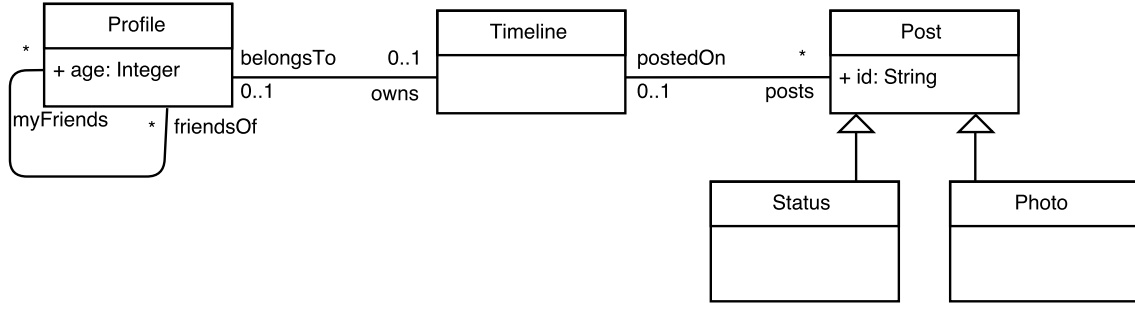 Profile
+ age: Integer
*
myFriends
*
friendsOf
belongsTo
0..1
0..1
owns
Timeline
postedOn
0..1
*
posts
Post
+ id: String
Status
Photo